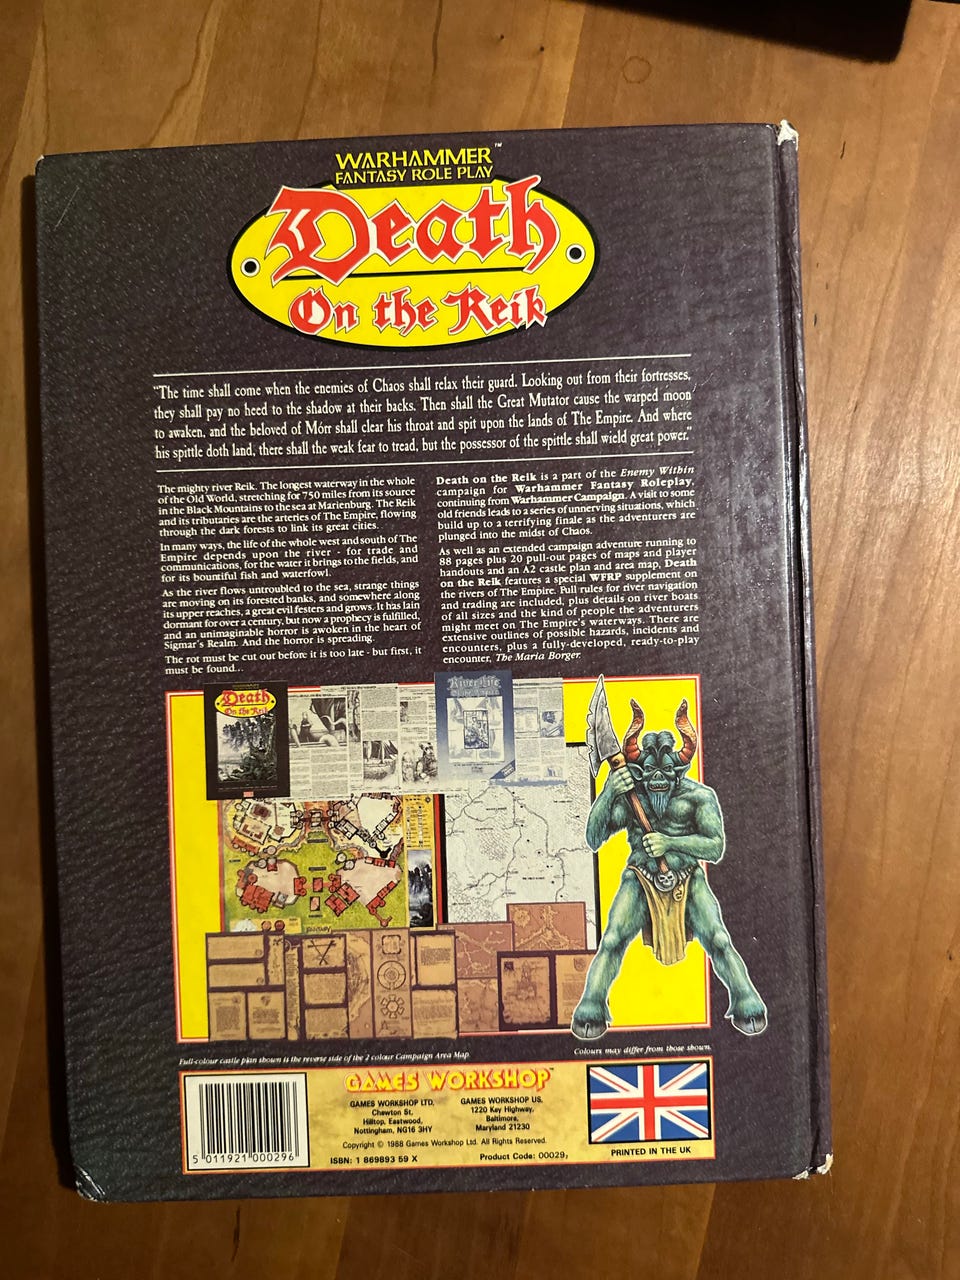 WARHAMMER™
FANTASY ROLE PLAY
Death
On the Reik
"The time shall come when the enemies of Chaos shall relax their guard. Looking out from their fortresses,
they shall pay no heed to the shadow at their backs. Then shall the Great Mutator cause the warped moon
to awaken, and the beloved of Mórr shall clear his throat and spit upon the lands of The Empire. And where
his spittle doth land, there shall the weak fear to tread, but the possessor of the spittle shall wield great power."
The mighty river Reik. The longest waterway in the whole
of the Old World, stretching for 750 miles from its source
in the Black Mountains to the sea at Marienburg. The Reik
and its tributaries are the arteries of The Empire, flowing
through the dark forests to link its great cities.
In many ways, the life of the whole west and south of The
Empire depends upon the river - for trade and
communications, for the water it brings to the fields, and
for its bountiful fish and waterfowl.
As the river flows untroubled to the sea, strange things
are moving on its forested banks, and somewhere along
its upper reaches, a great evil festers and grows. It has lain
dormant for over a century, but now a prophecy is fulfilled,
and an unimaginable horror is awoken in the heart of
Sigmar's Realm. And the horror is spreading.
The rot must be cut out before it is too late - but first, it
must be found...
Death on the Reik is a part of the Enemy Within
campaign for Warhammer Fantasy Roleplay,
continuing from Warhammer Campaign. A visit to some
old friends leads to a series of unnerving situations, which
build up to a terrifying finale as the adventurers are
plunged into the midst of Chaos.
As well as an extended campaign adventure running to
88 pages plus 20 pull-out pages of maps and player
handouts and an A2 castle plan and area map, Death
on the Reik features a special WFRP supplement on
the rivers of The Empire. Full rules for river navigation
and trading are included, plus details on river boats
of all sizes and the kind of people the adventurers
might meet on The Empire's waterways. There are
extensive outlines of possible hazards, incidents and
encounters, plus a fully-developed, ready-to-play
encounter, The Maria Borger.
Death
On the Reik
River Life
Full-colour castle plan shown is the reverse side of the 2 colour Campaign Area Map.
Colours may differ from those shown.
GAMES WORKSHOP
GAMES WORKSHOP LTD.
Chewton St,
Hilltop, Eastwood,
Nottingham, NG16 3HY
GAMES WORKSHOP US.
1220 Key Highway,
Baltimore,
Maryland 21230
Copyright © 1988 Games Workshop Ltd. All Rights Reserved.
ISBN: 1 869893 59 X
Product Code: 00029,
5 011921 000296
PRINTED IN THE UK